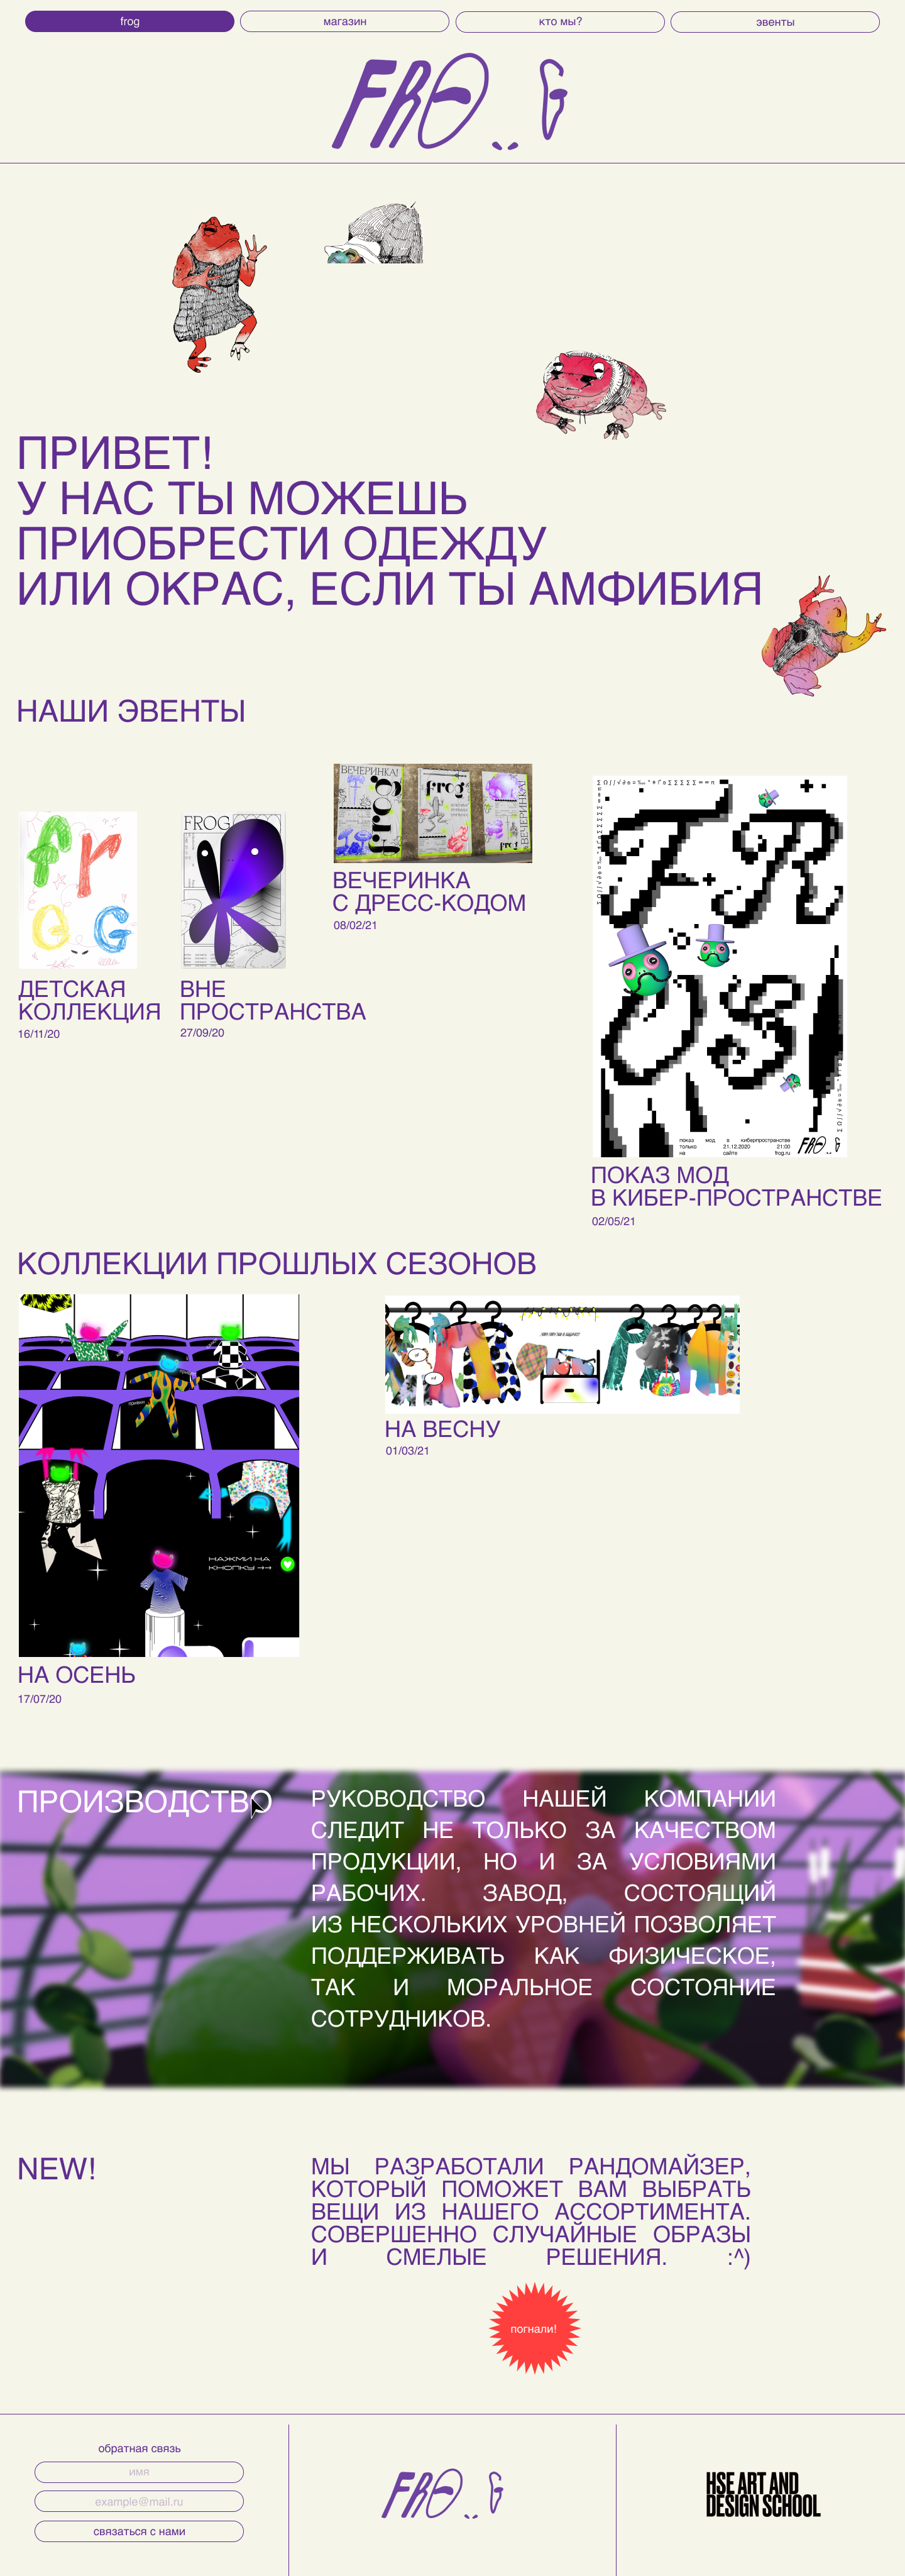 frog
магазин
кто мы?
эвенты
FRO..G
ПРИВЕТ!
У НАС ТЫ МОЖЕШЬ
ПРИОБРЕСТИ ОДЕЖДУ
ИЛИ ОКРАС, ЕСЛИ ТЫ АМФИБИЯ
НАШИ ЭВЕНТЫ
frOG
ДЕТСКАЯ
КОЛЛЕКЦИЯ
16/11/20
FROG
ВНЕ
ПРОСТРАНСТВА
27/09/20
ВЕЧЕРИНКА!
frog
frog
ВЕЧЕРИНКА!
frog
ВЕЧЕРИНКА
С ДРЕСС-КОДОМ
08/02/21
показ мод в киберпространстве
только 21.12.2020 21:00
на сайте frog.ru
FRO..G
ПОКАЗ МОД
В КИБЕР-ПРОСТРАНСТВЕ
02/05/21
КОЛЛЕКЦИИ ПРОШЛЫХ СЕЗОНОВ
НАЖМИ НА
КНОПКУ →→
НА ОСЕНЬ
17/07/20
НА ВЕСНУ
01/03/21
ПРОИЗВОДСТВО
РУКОВОДСТВО НАШЕЙ КОМПАНИИ
СЛЕДИТ НЕ ТОЛЬКО ЗА КАЧЕСТВОМ
ПРОДУКЦИИ, НО И ЗА УСЛОВИЯМИ
РАБОЧИХ. ЗАВОД, СОСТОЯЩИЙ
ИЗ НЕСКОЛЬКИХ УРОВНЕЙ ПОЗВОЛЯЕТ
ПОДДЕРЖИВАТЬ КАК ФИЗИЧЕСКОЕ,
ТАК И МОРАЛЬНОЕ СОСТОЯНИЕ
СОТРУДНИКОВ.
NEW!
МЫ РАЗРАБОТАЛИ РАНДОМАЙЗЕР,
КОТОРЫЙ ПОМОЖЕТ ВАМ ВЫБРАТЬ
ВЕЩИ ИЗ НАШЕГО АССОРТИМЕНТА.
СОВЕРШЕННО СЛУЧАЙНЫЕ ОБРАЗЫ
И СМЕЛЫЕ РЕШЕНИЯ. :^)
погнали!
обратная связь
имя
example@mail.ru
связаться с нами
FRO..G
HSE ART AND
DESIGN SCHOOL